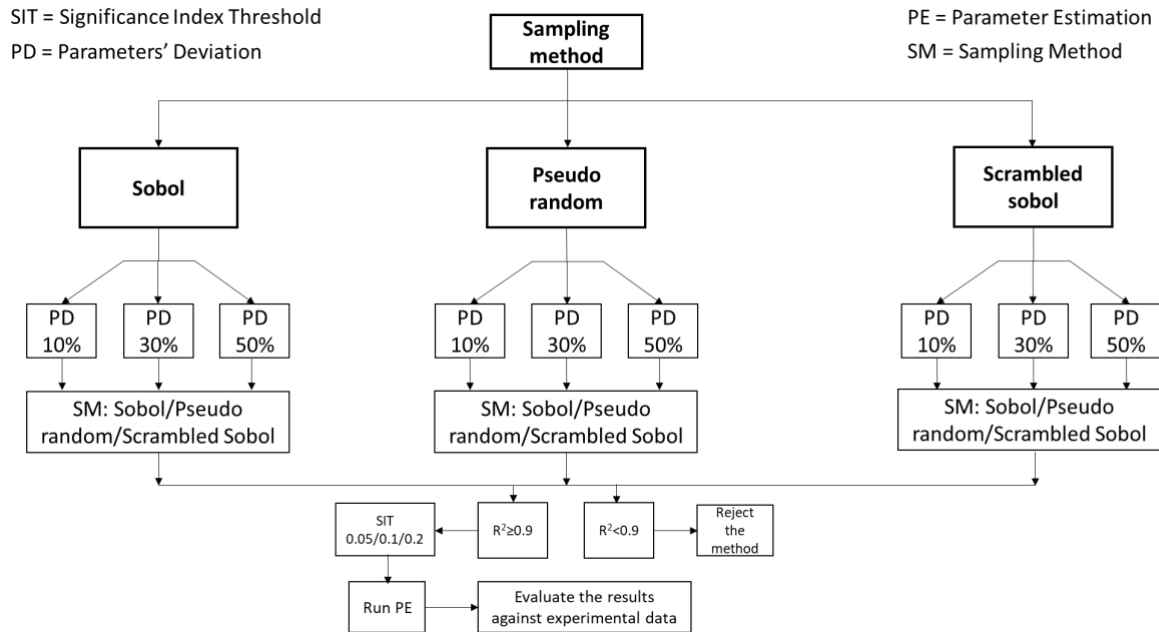 SIT = Significance Index Threshold
PD = Parameters’ Deviation
PE = Parameter Estimation
SM = Sampling Method
Sampling
method
Sobol
Pseudo
random
Scrambled
sobol
PD
10%
PD
30%
PD
50%
PD
10%
PD
30%
PD
50%
PD
10%
PD
30%
PD
50%
SM: Sobol/Pseudo
random/Scrambled Sobol
SM: Sobol/Pseudo
random/Scrambled Sobol
SM: Sobol/Pseudo
random/Scrambled Sobol
SIT
0.05/0.1/0.2
R²≥0.9
R²<0.9
Reject
the
method
Run PE
Evaluate the results
against experimental data